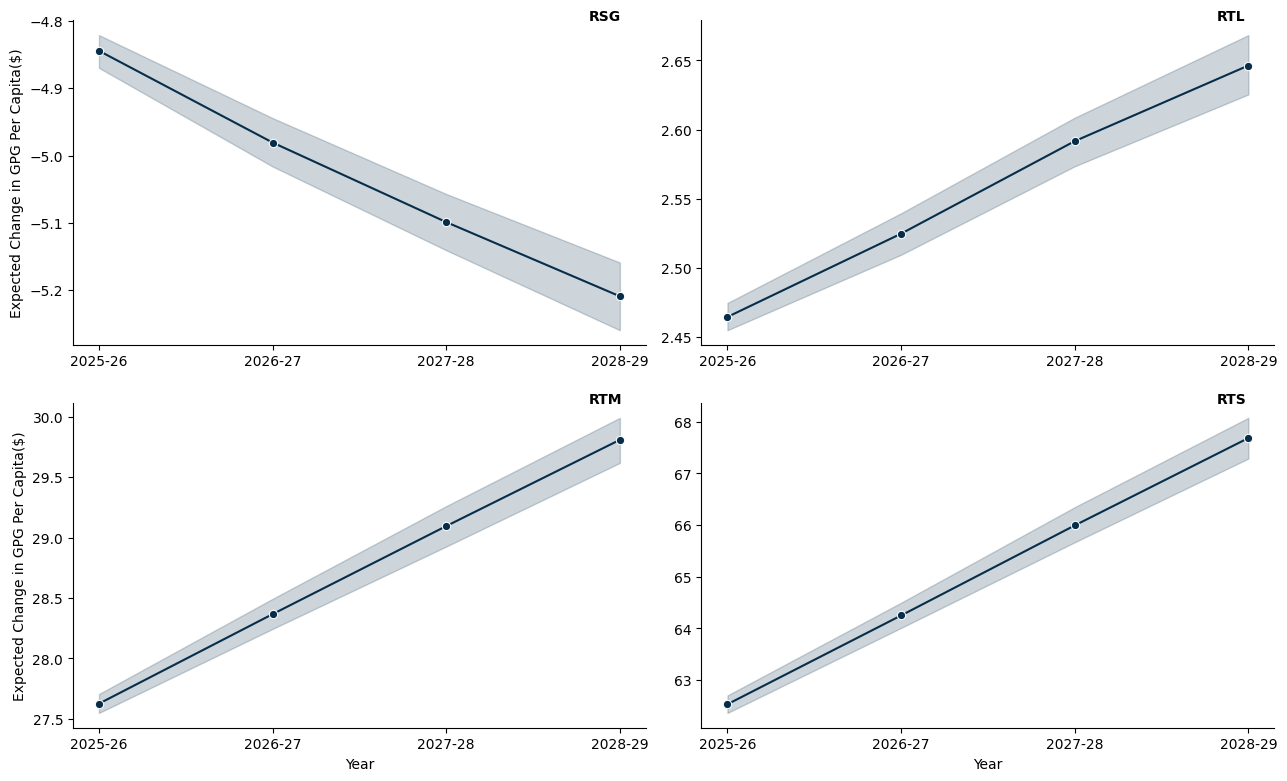 RSG
Expected Change in GPG Per Capita($)
−4.8
−4.9
−5.0
−5.1
−5.2
2025-26 2026-27 2027-28 2028-29
RTL
2.65
2.60
2.55
2.50
2.45
2025-26 2026-27 2027-28 2028-29
RTM
Expected Change in GPG Per Capita($)
30.0
29.5
29.0
28.5
28.0
27.5
2025-26 2026-27 2027-28 2028-29
Year
RTS
68
67
66
65
64
63
2025-26 2026-27 2027-28 2028-29
Year